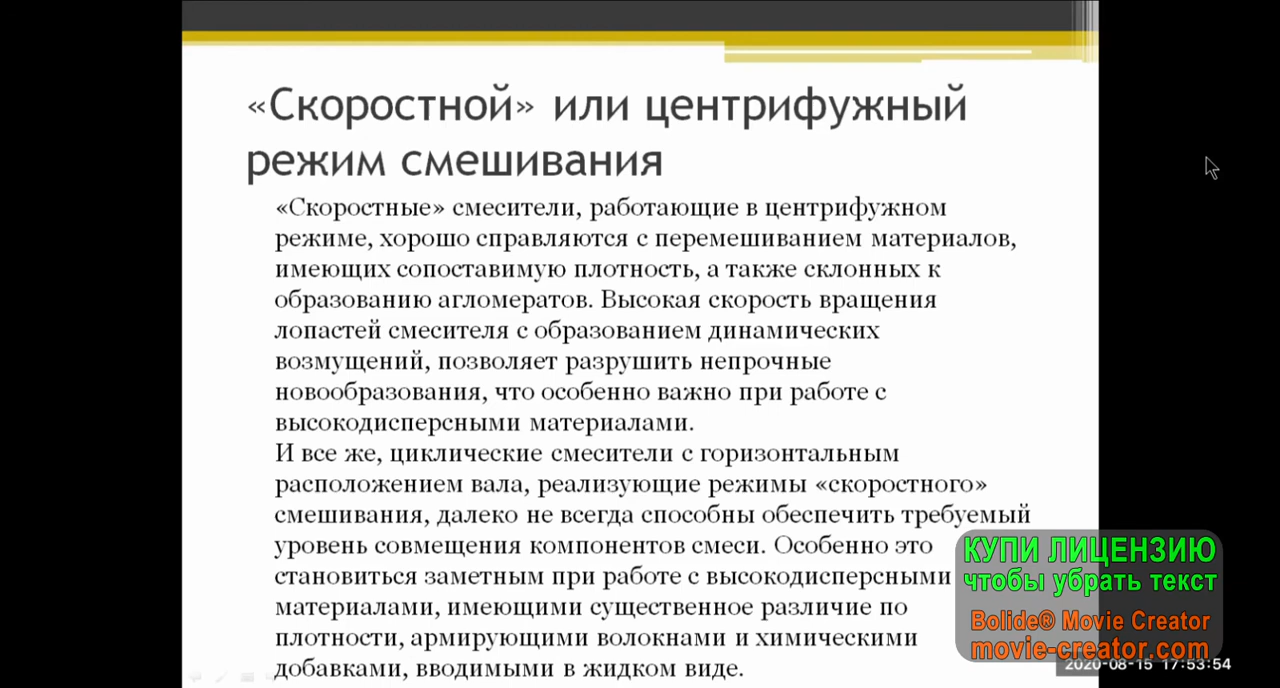 «Скоростной» или центрифужный
режим смешивания
«Скоростные» смесители, работающие в центрифужном
режиме, хорошо справляются с перемешиванием материалов,
имеющих сопоставимую плотность, а также склонных к
образованию агломератов. Высокая скорость вращения
лопастей смесителя с образованием динамических
возмущений, позволяет разрушить непрочные
новообразования, что особенно важно при работе с
высокодисперсными материалами.
И все же, циклические смесители с горизонтальным
расположением вала, реализующие режимы «скоростного»
смешивания, далеко не всегда способны обеспечить требуемый
уровень совмещения компонентов смеси. Особенно это
становиться заметным при работе с высокодисперсными
материалами, имеющими существенное различие по
плотности, армирующими волокнами и химическими
добавками, вводимыми в жидком виде.
КУПИ ЛИЦЕНЗИЮ
чтобы убрать текст
Bolide® Movie Creator
movie-creator.com
2020-08-15 17:53:54